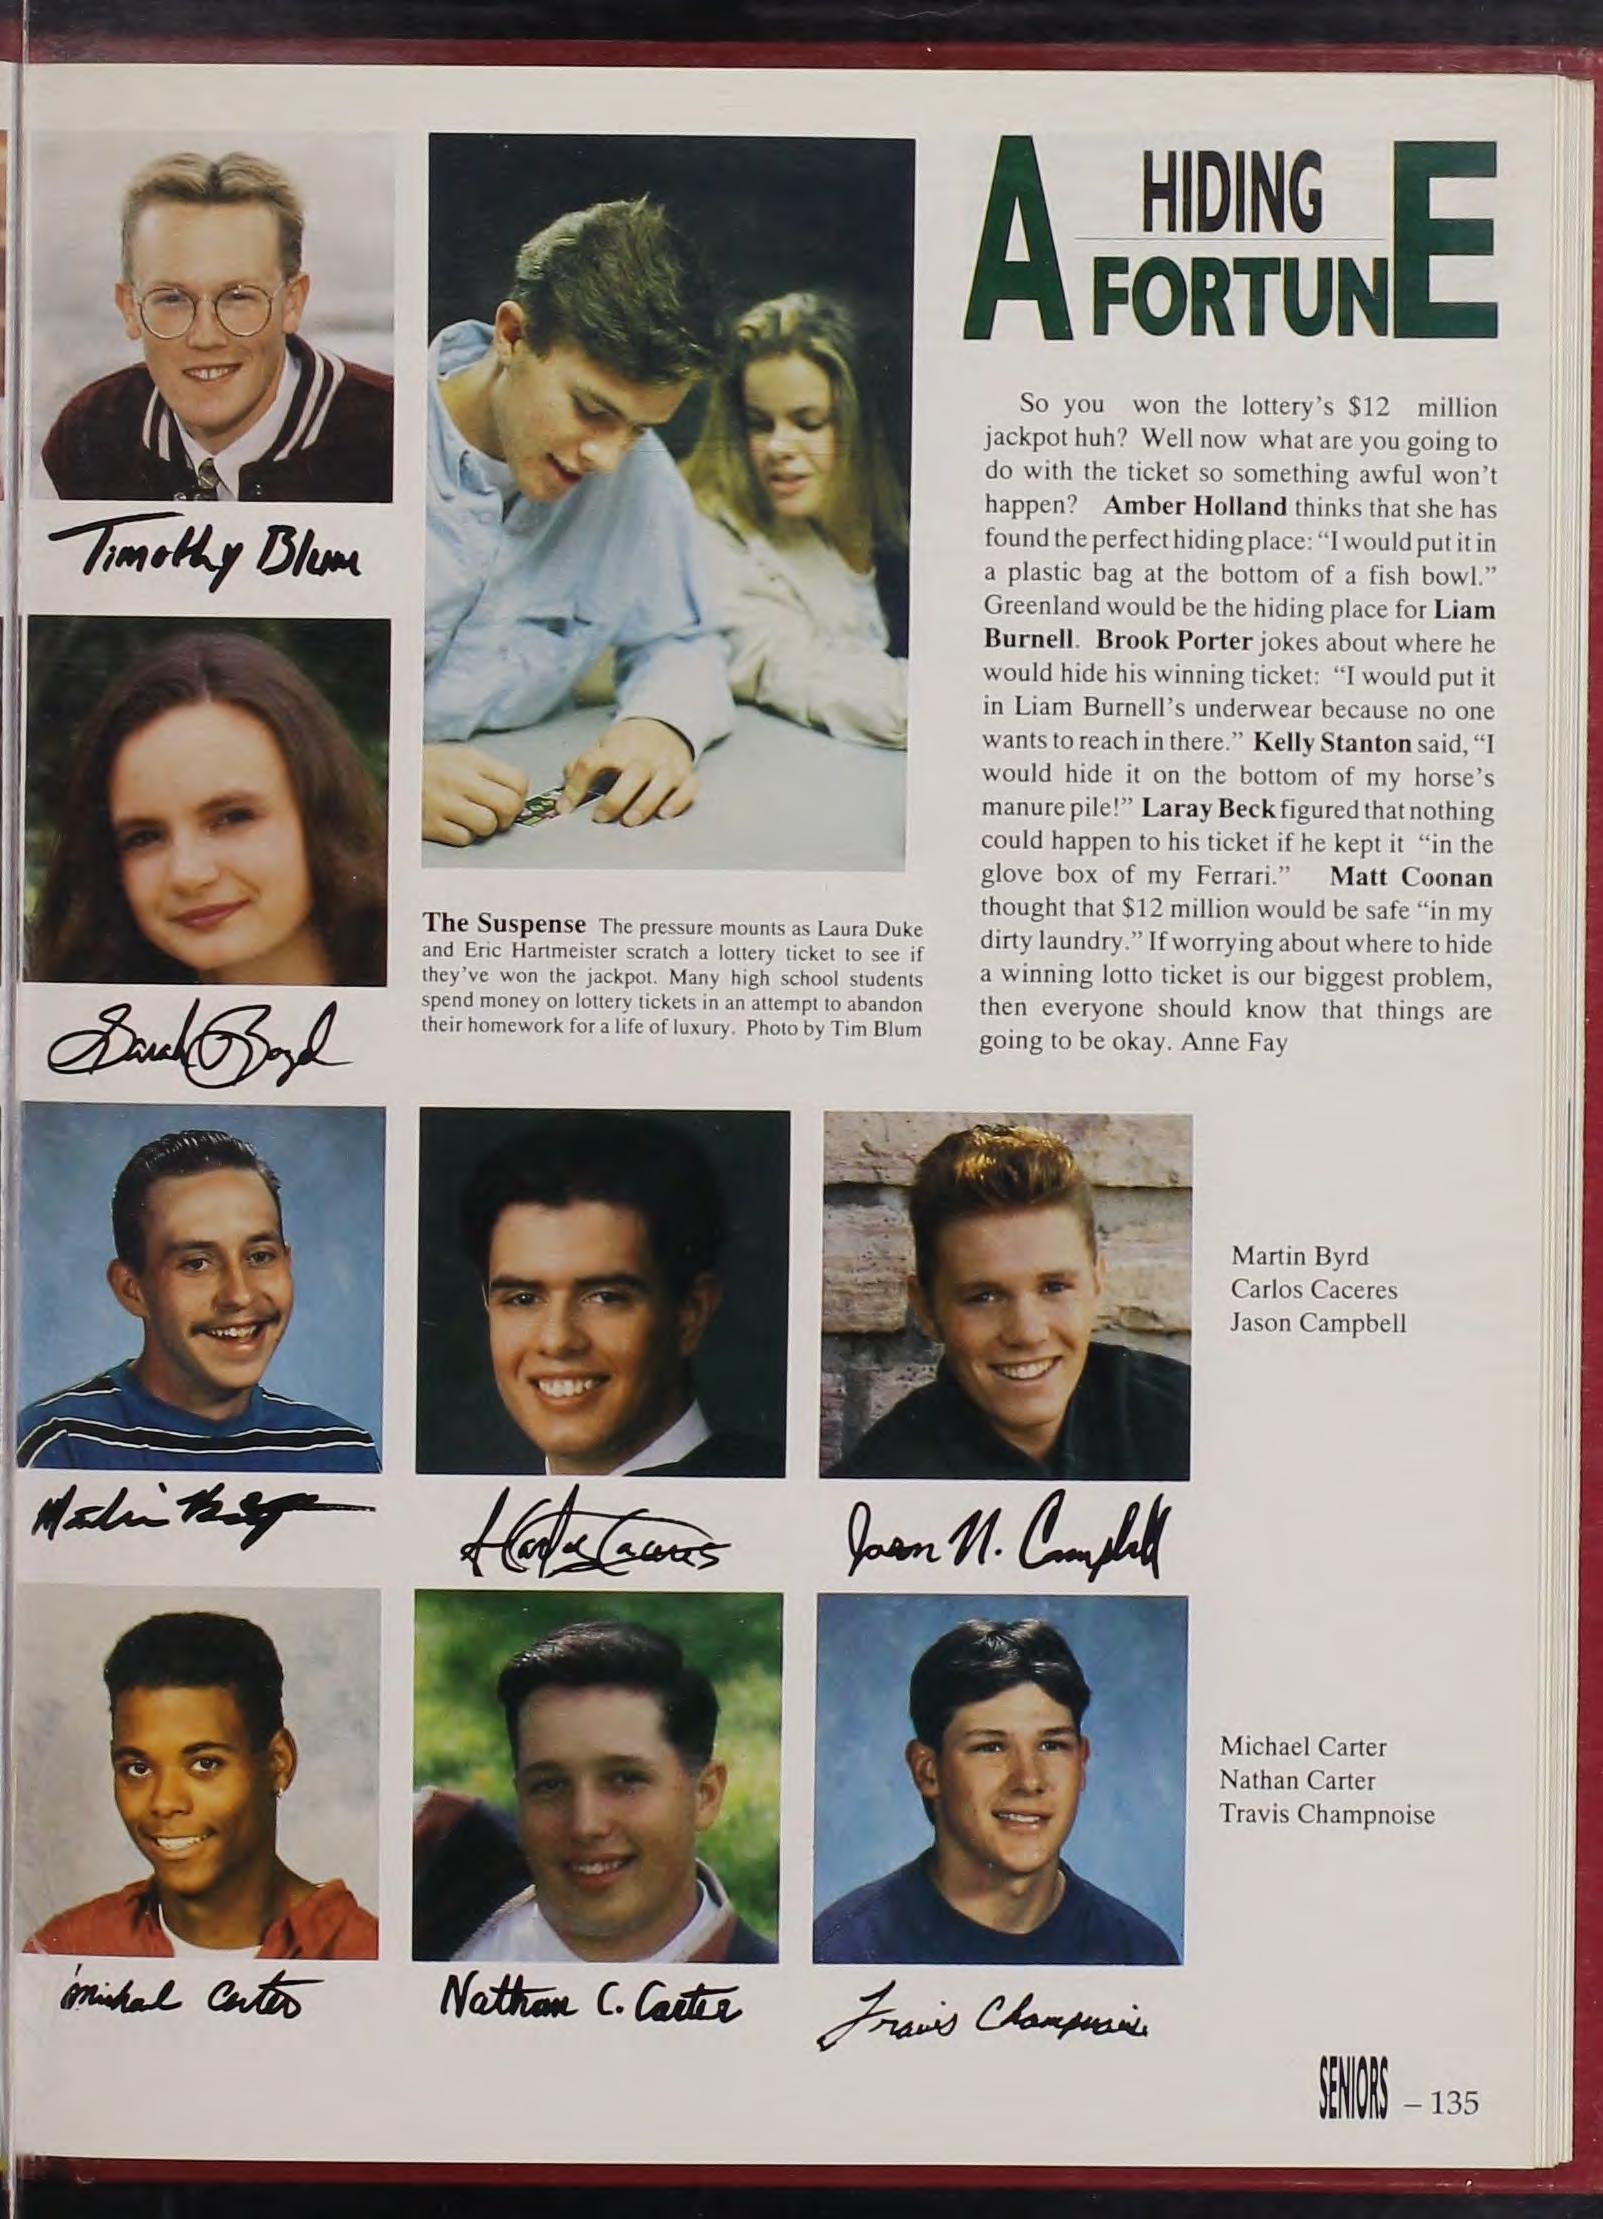 A HIDING
FORTUNE
So you won the lottery's $12 million
jackpot huh? Well now what are you going to
do with the ticket so something awful won't
happen? Amber Holland thinks that she has
found the perfect hiding place: "I would put it in
a plastic bag at the bottom of a fish bowl."
Greenland would be the hiding place for Liam
Burnell. Brook Porter jokes about where he
would hide his winning ticket: "I would put it
in Liam Burnell's underwear because no one
wants to reach in there." Kelly Stanton said, "I
would hide it on the bottom of my horse's
manure pile!" Laray Beck figured that nothing
could happen to his ticket if he kept it "in the
glove box of my Ferrari." Matt Coonan
thought that $12 million would be safe "in my
dirty laundry." If worrying about where to hide
a winning lotto ticket is our biggest problem,
then everyone should know that things are
going to be okay. Anne Fay
Timothy Blum
Sarah Boyd
The Suspense The pressure mounts as Laura Duke
and Eric Hartmeister scratch a lottery ticket to see if
they've won the jackpot. Many high school students
spend money on lottery tickets in an attempt to abandon
their homework for a life of luxury. Photo by Tim Blum
Martin Byrd
Carlos Caceres
Jason Campbell
Martin Byrd
Carlos Caceres
Jason N. Campbell
Michael Carter
Nathan Carter
Travis Champnoise
Michael Carter
Nathan C. Carter
Travis Champnoise
SENIORS – 135